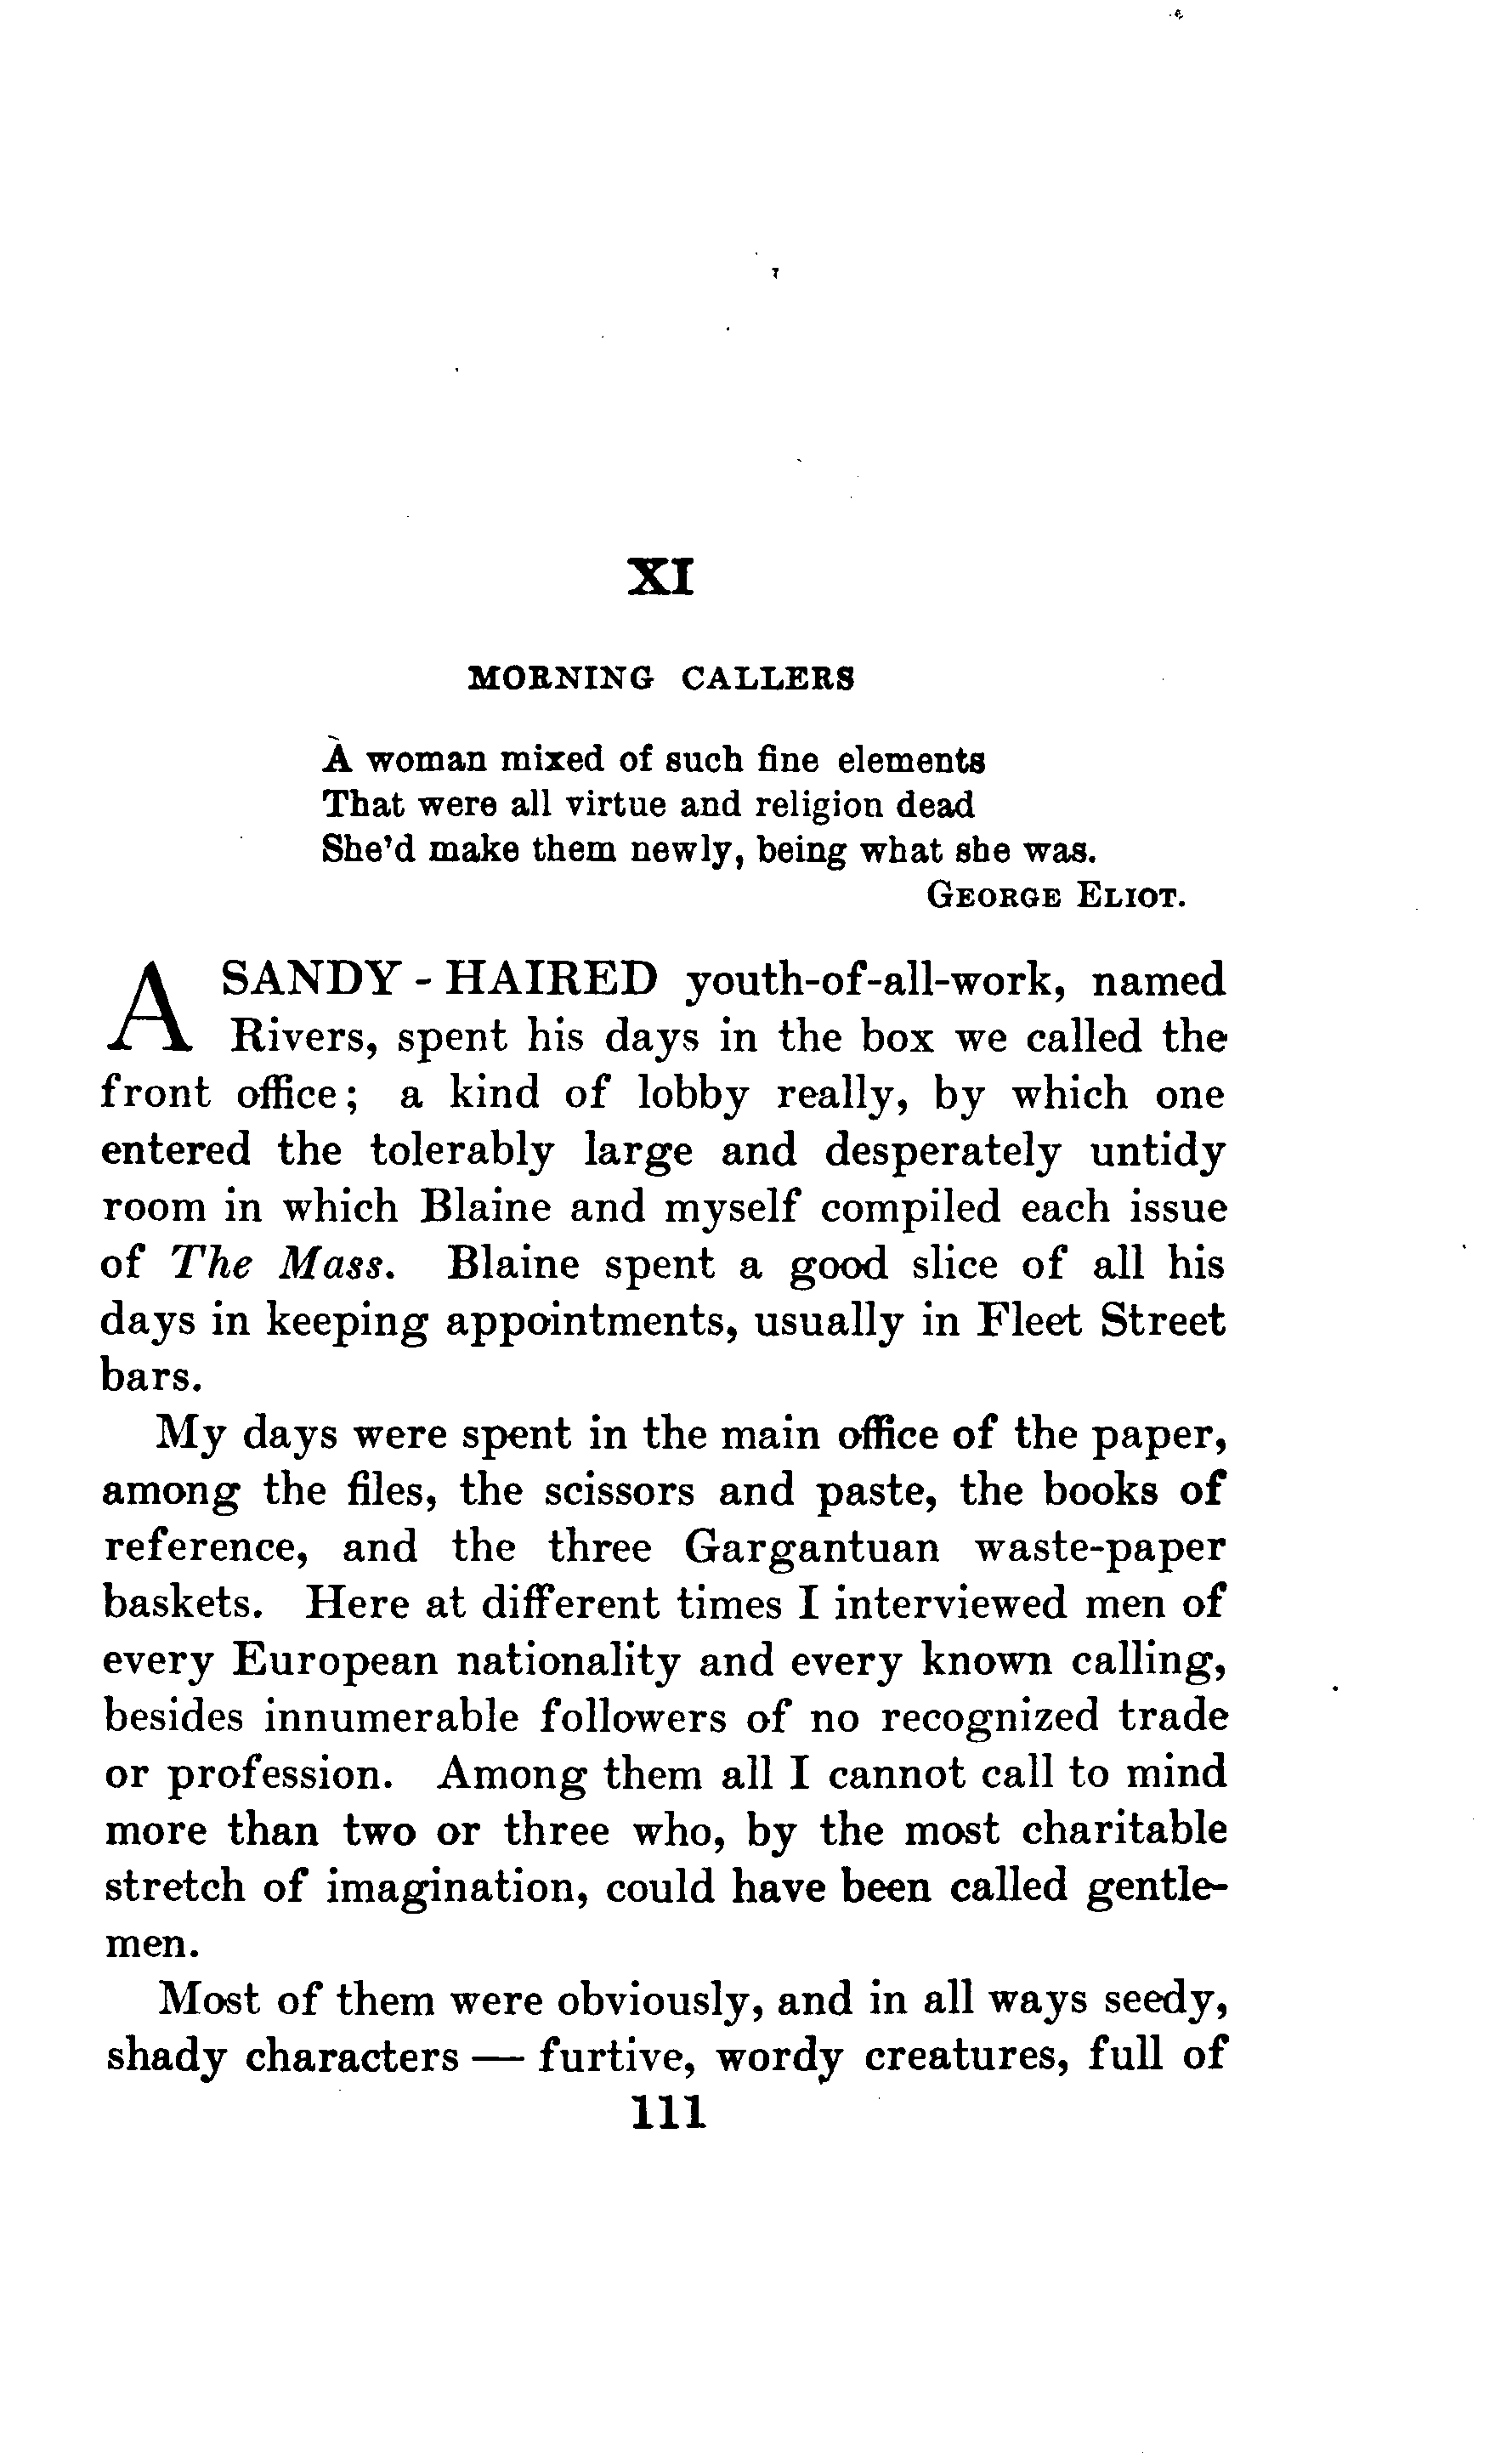 XI
MORNING CALLERS
A woman mixed of such fine elements
That were all virtue and religion dead
She'd make them newly, being what she was.
GEORGE ELIOT.
A SANDY-HAIRED youth-of-all-work, named
Rivers, spent his days in the box we called the
front office; a kind of lobby really, by which one
entered the tolerably large and desperately untidy
room in which Blaine and myself compiled each issue
of The Mass. Blaine spent a good slice of all his
days in keeping appointments, usually in Fleet Street
bars.
My days were spent in the main office of the paper,
among the files, the scissors and paste, the books of
reference, and the three Gargantuan waste-paper
baskets. Here at different times I interviewed men of
every European nationality and every known calling,
besides innumerable followers of no recognized trade
or profession. Among them all I cannot call to mind
more than two or three who, by the most charitable
stretch of imagination, could have been called gentle-
men.
Most of them were obviously, and in all ways seedy,
shady characters — furtive, wordy creatures, full of
111